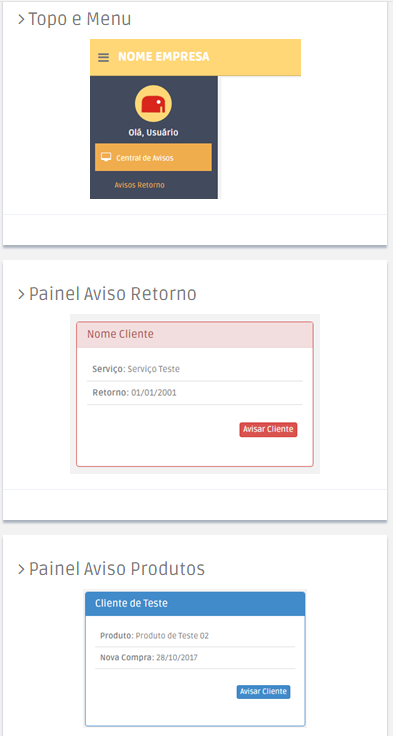 Topo e Menu
NOME EMPRESA
Olá, Usuário
Central de Avisos
Avisos Retorno
Painel Aviso Retorno
Nome Cliente
Serviço: Serviço Teste
Retorno: 01/01/2001
Avisar Cliente
Painel Aviso Produtos
Cliente de Teste
Produto: Produto de Teste 02
Nova Compra: 28/10/2017
Avisar Cliente